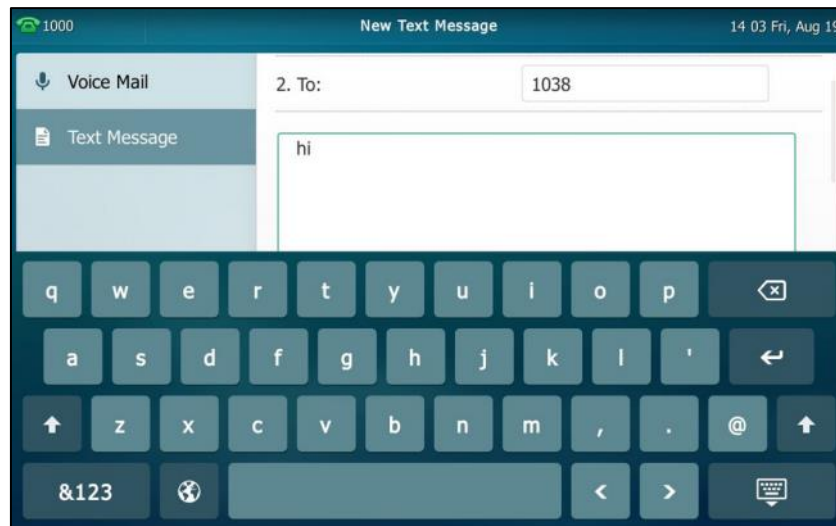 1000 New Text Message 14 03 Fri, Aug 19
Voice Mail 2. To: 1038
Text Message
hi
q w e r t y u i o p
a s d f g h j k l '
z x c v b n m , . @
&123 < >